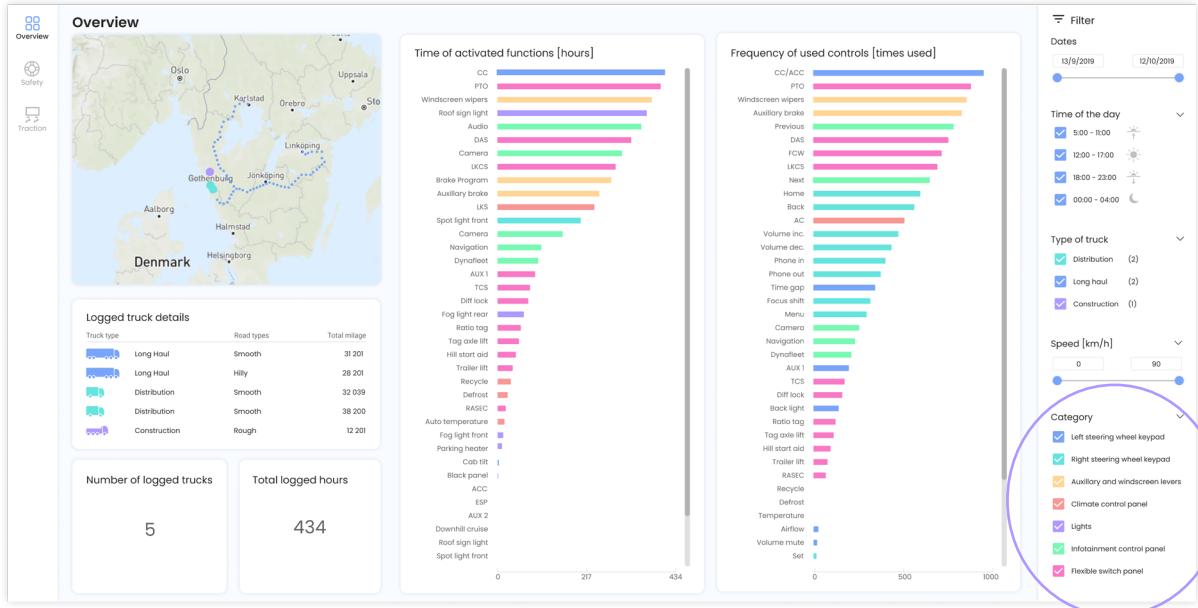 Overview
Overview
Safety
Traction
Oslo
Uppsala
Karlstad
Örebro
Sto
Linköping
Gothenburg
Jönköping
Aalborg
Halmstad
Helsingborg
Denmark
Logged truck details
Truck type Road types Total milage
Long Haul Smooth 31 201
Long Haul Hilly 28 201
Distribution Smooth 32 039
Distribution Smooth 38 200
Construction Rough 12 201
Number of logged trucks
5
Total logged hours
434
Time of activated functions [hours]
CC
PTO
Windscreen wipers
Roof sign light
Audio
DAS
Camera
LKCS
Brake Program
Auxillary brake
LKS
Spot light front
Camera
Navigation
Dynafleet
AUX 1
TCS
Diff lock
Fog light rear
Ratio tag
Tag axle lift
Hill start aid
Trailer lift
Recycle
Defrost
RASEC
Auto temperature
Fog light front
Parking heater
Cab tilt
Black panel
ACC
ESP
AUX 2
Downhill cruise
Roof sign light
Spot light front
0 217 434
Frequency of used controls [times used]
CC/ACC
PTO
Windscreen wipers
Auxillary brake
Previous
DAS
FCW
LKCS
Next
Home
Back
AC
Volume inc.
Volume dec.
Phone in
Phone out
Time gap
Focus shift
Menu
Camera
Navigation
Dynafleet
AUX 1
TCS
Diff lock
Back light
Ratio tag
Tag axle lift
Hill start aid
Trailer lift
RASEC
Recycle
Defrost
Temperature
Airflow
Volume mute
Set
0 500 1000
Filter
Dates
13/9/2019 12/10/2019
Time of the day
5:00 - 11:00
12:00 - 17:00
18:00 - 23:00
00:00 - 04:00
Type of truck
Distribution (2)
Long haul (2)
Construction (1)
Speed [km/h]
0 90
Category
Left steering wheel keypad
Right steering wheel keypad
Auxillary and windscreen levers
Climate control panel
Lights
Infotainment control panel
Flexible switch panel